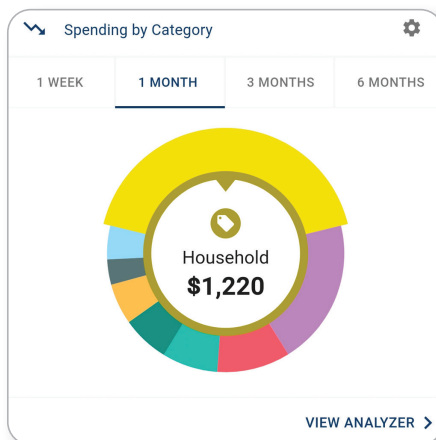 Spending by Category
1 WEEK
1 MONTH
3 MONTHS
6 MONTHS
Household
$1,220
VIEW ANALYZER